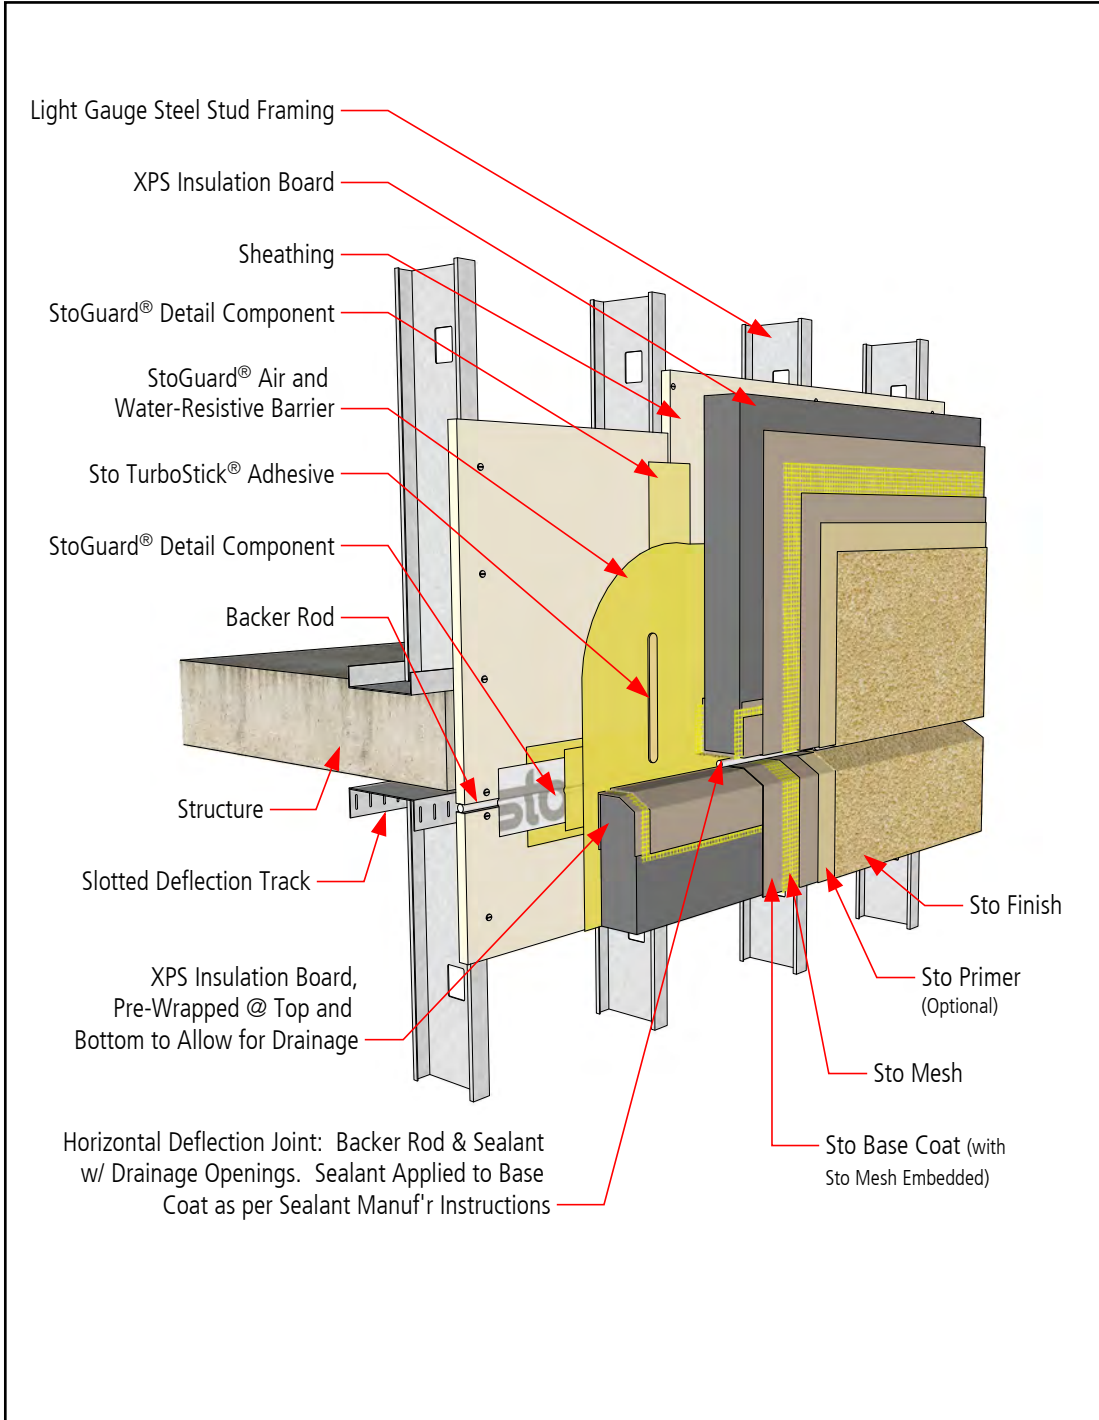 Light Gauge Steel Stud Framing
XPS Insulation Board
Sheathing
StoGuard® Detail Component
StoGuard® Air and
Water-Resistive Barrier
Sto TurboStick® Adhesive
StoGuard® Detail Component
Backer Rod
sto
Structure
Slotted Deflection Track
XPS Insulation Board,
Pre-Wrapped @ Top and
Bottom to Allow for Drainage
Horizontal Deflection Joint: Backer Rod & Sealant
w/ Drainage Openings. Sealant Applied to Base
Coat as per Sealant Manuf'r Instructions
Sto Finish
Sto Primer
(Optional)
Sto Mesh
Sto Base Coat (with
Sto Mesh Embedded)